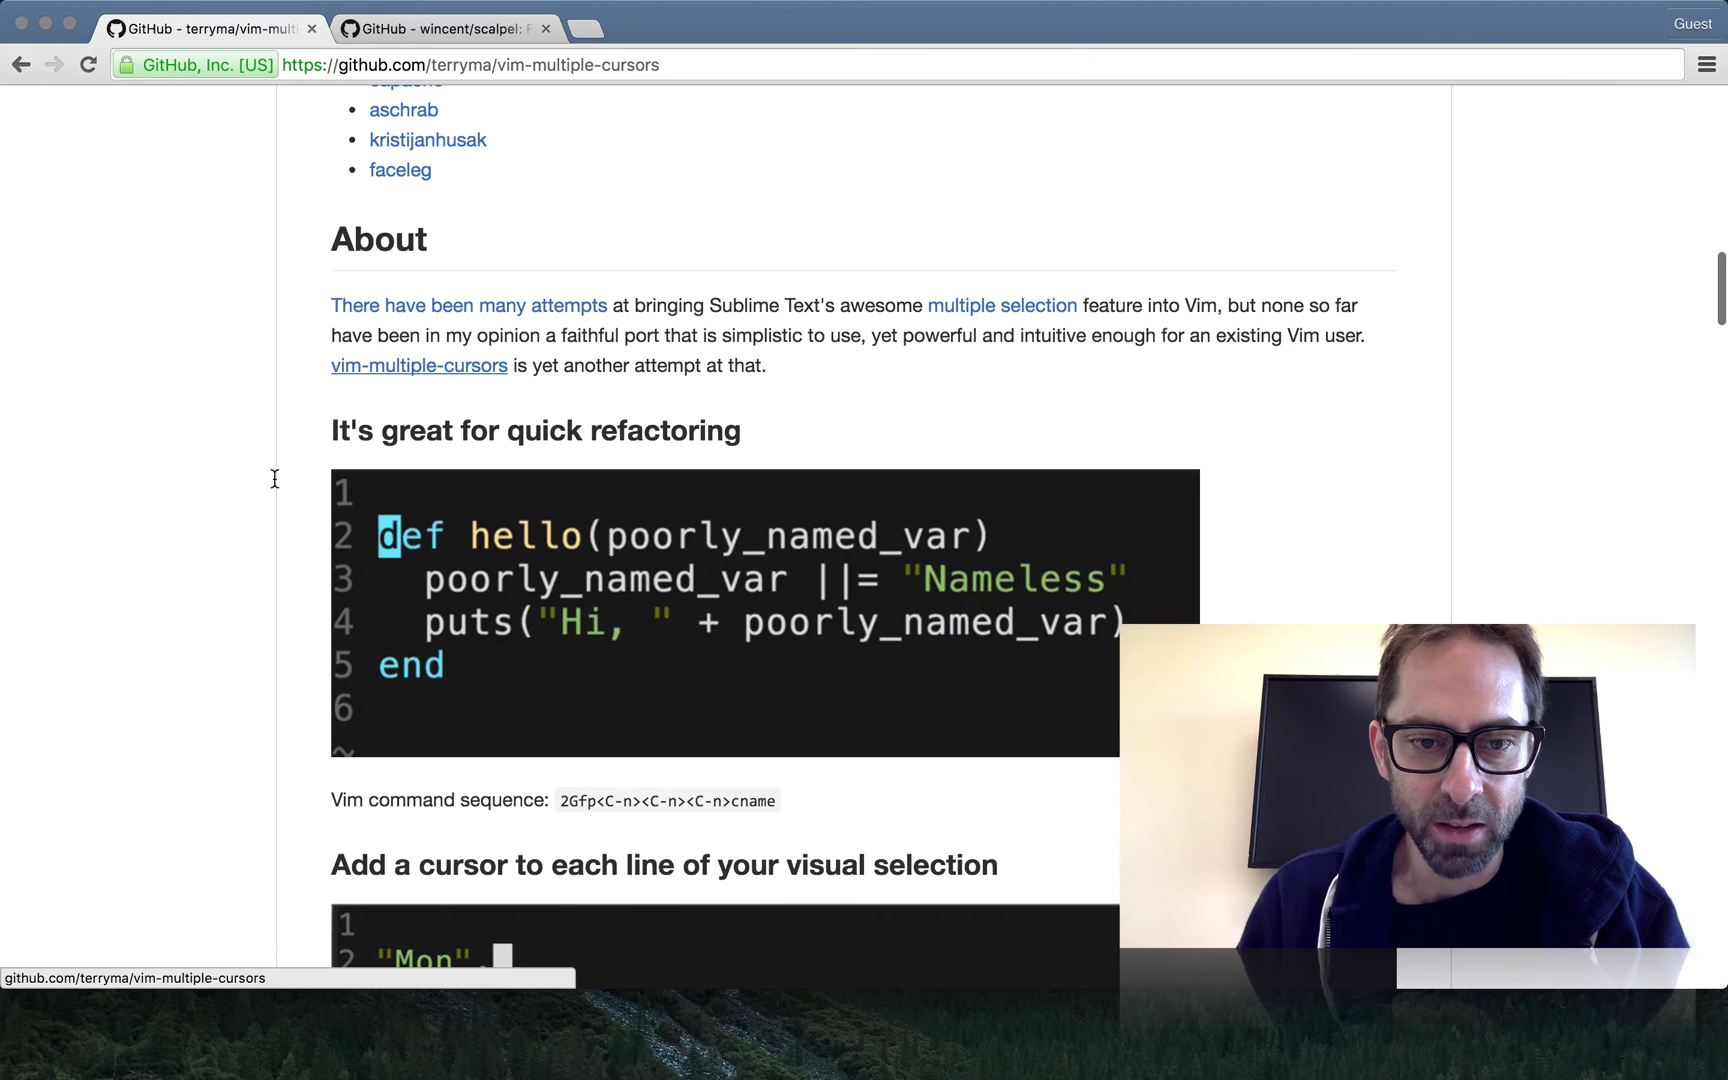 GitHub - terryma/vim-multi
GitHub - wincent/scalpel: F
Guest
GitHub, Inc. [US] https://github.com/terryma/vim-multiple-cursors
aschrab
kristijanhusak
faceleg
About
There have been many attempts at bringing Sublime Text's awesome multiple selection feature into Vim, but none so far
have been in my opinion a faithful port that is simplistic to use, yet powerful and intuitive enough for an existing Vim user.
vim-multiple-cursors is yet another attempt at that.
It's great for quick refactoring
1
2 def hello(poorly_named_var)
3 poorly_named_var ||= "Nameless"
4 puts("Hi, " + poorly_named_var)
5 end
6
~
Vim command sequence: 2Gfp<C-n><C-n><C-n>cname
Add a cursor to each line of your visual selection
1
2 "Mon",
github.com/terryma/vim-multiple-cursors